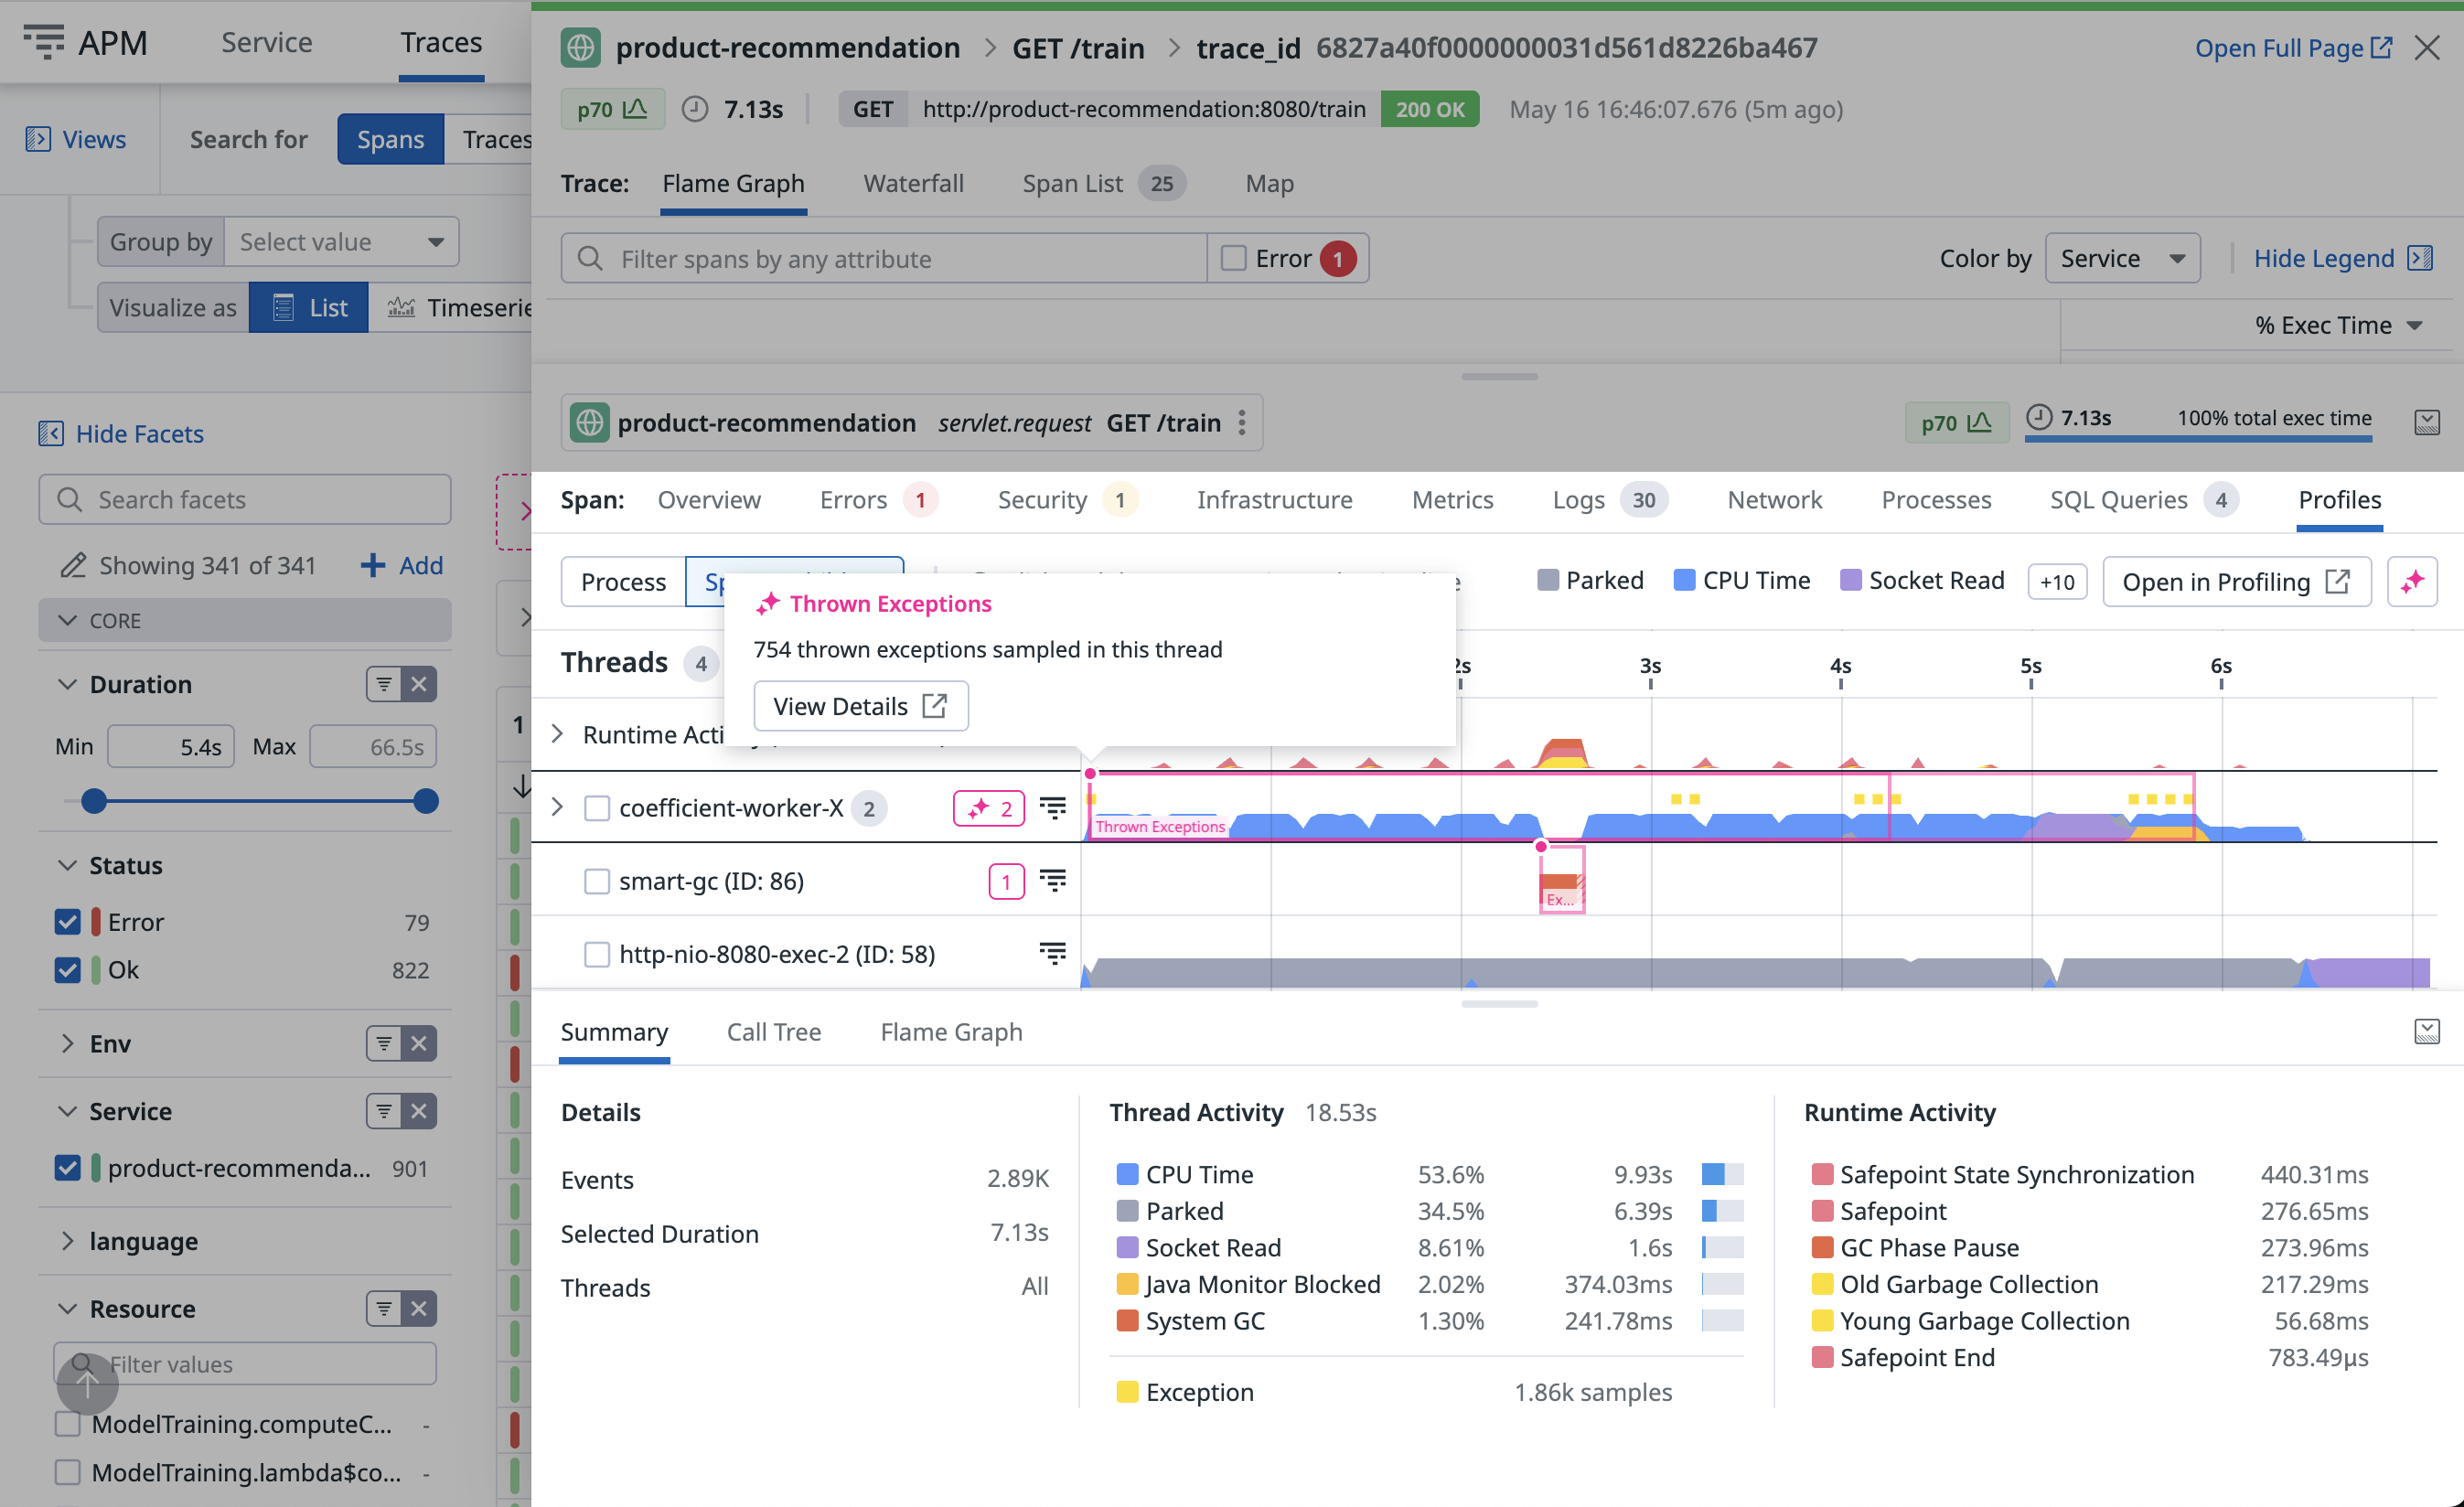 APM
Service
Traces
product-recommendation > GET /train > trace_id 6827a40f0000000031d561d8226ba467
Open Full Page
p70 7.13s GET http://product-recommendation:8080/train 200 OK May 16 16:46:07.676 (5m ago)
Views
Search for Spans Traces
Trace: Flame Graph Waterfall Span List 25 Map
Group by Select value
Filter spans by any attribute Error 1
Color by Service Hide Legend
Visualize as List Timeserie
% Exec Time
product-recommendation servlet.request GET /train
p70 7.13s 100% total exec time
Hide Facets
Search facets
Showing 341 of 341 Add
CORE
Duration
Min 5.4s Max 66.5s
Status
Error 79
Ok 822
Env
Service
product-recommenda... 901
language
Resource
Filter values
ModelTraining.computeC... -
ModelTraining.lambda$co... -
1
Span: Overview Errors 1 Security 1 Infrastructure Metrics Logs 30 Network Processes SQL Queries 4 Profiles
Process
Parked CPU Time Socket Read +10 Open in Profiling
Thrown Exceptions
754 thrown exceptions sampled in this thread
View Details
Threads 4
2s 3s 4s 5s 6s
Runtime Acti
coefficient-worker-X 2 2
Thrown Exceptions
smart-gc (ID: 86) 1
Ex...
http-nio-8080-exec-2 (ID: 58)
Summary Call Tree Flame Graph
Details
Events 2.89K
Selected Duration 7.13s
Threads All
Thread Activity 18.53s
CPU Time 53.6% 9.93s
Parked 34.5% 6.39s
Socket Read 8.61% 1.6s
Java Monitor Blocked 2.02% 374.03ms
System GC 1.30% 241.78ms
Exception 1.86k samples
Runtime Activity
Safepoint State Synchronization 440.31ms
Safepoint 276.65ms
GC Phase Pause 273.96ms
Old Garbage Collection 217.29ms
Young Garbage Collection 56.68ms
Safepoint End 783.49µs